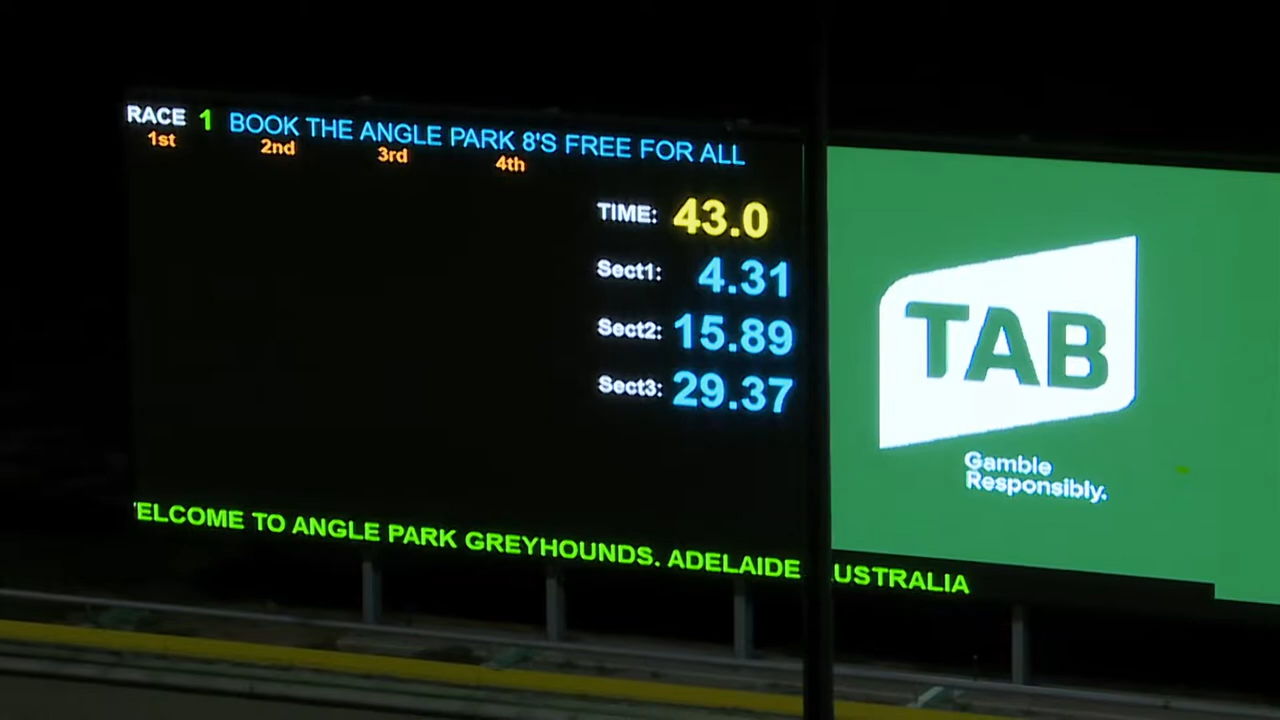 RACE 1 BOOK THE ANGLE PARK 8'S FREE FOR ALL
1st 2nd 3rd 4th
TIME: 43.0
Sect1: 4.31
Sect2: 15.89
Sect3: 29.37
TAB
Gamble
Responsibly.
ELCOME TO ANGLE PARK GREYHOUNDS. ADELAIDE USTRALIA